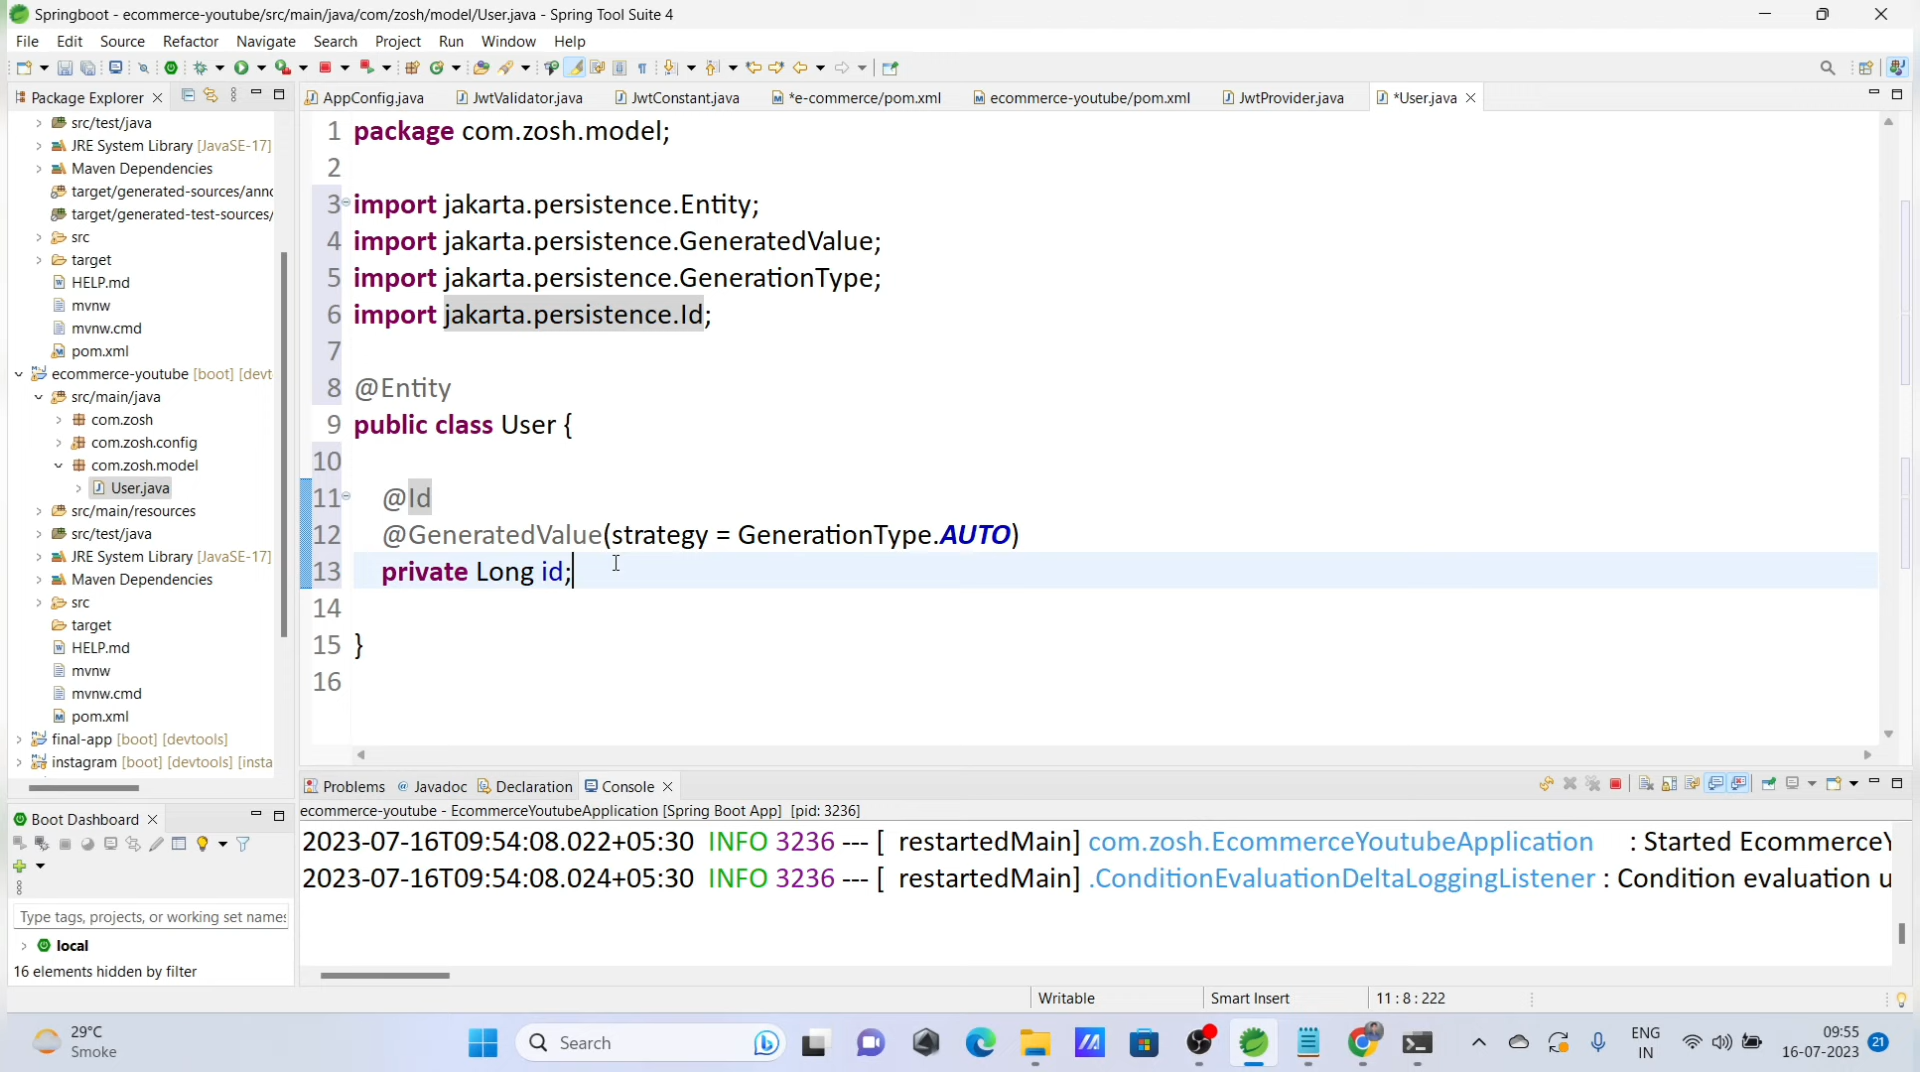 Springboot - ecommerce-youtube/src/main/java/com/zosh/model/User.java - Spring Tool Suite 4
File Edit Source Refactor Navigate Search Project Run Window Help
Package Explorer
AppConfig.java JwtValidator.java JwtConstant.java *e-commerce/pom.xml ecommerce-youtube/pom.xml JwtProvider.java *User.java
src/test/java
JRE System Library [JavaSE-17]
Maven Dependencies
target/generated-sources/anno
target/generated-test-sources/
src
target
HELP.md
mvnw
mvnw.cmd
pom.xml
ecommerce-youtube [boot] [devt
src/main/java
com.zosh
com.zosh.config
com.zosh.model
User.java
src/main/resources
src/test/java
JRE System Library [JavaSE-17]
Maven Dependencies
src
target
HELP.md
mvnw
mvnw.cmd
pom.xml
final-app [boot] [devtools]
instagram [boot] [devtools] [insta
1 package com.zosh.model;
2
3 import jakarta.persistence.Entity;
4 import jakarta.persistence.GeneratedValue;
5 import jakarta.persistence.GenerationType;
6 import jakarta.persistence.Id;
7
8 @Entity
9 public class User {
10
11 @Id
12 @GeneratedValue(strategy = GenerationType.AUTO)
13 private Long id;
14
15 }
16
Boot Dashboard
Type tags, projects, or working set names
local
16 elements hidden by filter
Problems Javadoc Declaration Console
ecommerce-youtube - EcommerceYoutubeApplication [Spring Boot App] [pid: 3236]
2023-07-16T09:54:08.022+05:30 INFO 3236 --- [ restartedMain] com.zosh.EcommerceYoutubeApplication : Started EcommerceY
2023-07-16T09:54:08.024+05:30 INFO 3236 --- [ restartedMain] .ConditionEvaluationDeltaLoggingListener : Condition evaluation u
Writable Smart Insert 11 : 8 : 222
29°C
Smoke
Search
ENG
IN
09:55
16-07-2023
21